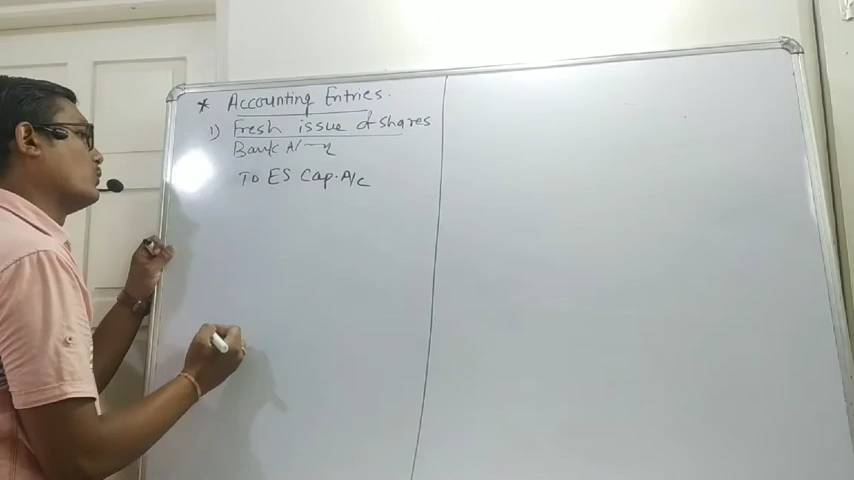 * Accounting Entries.
1) Fresh issue of shares
Bank A/c
To ES Cap. A/c